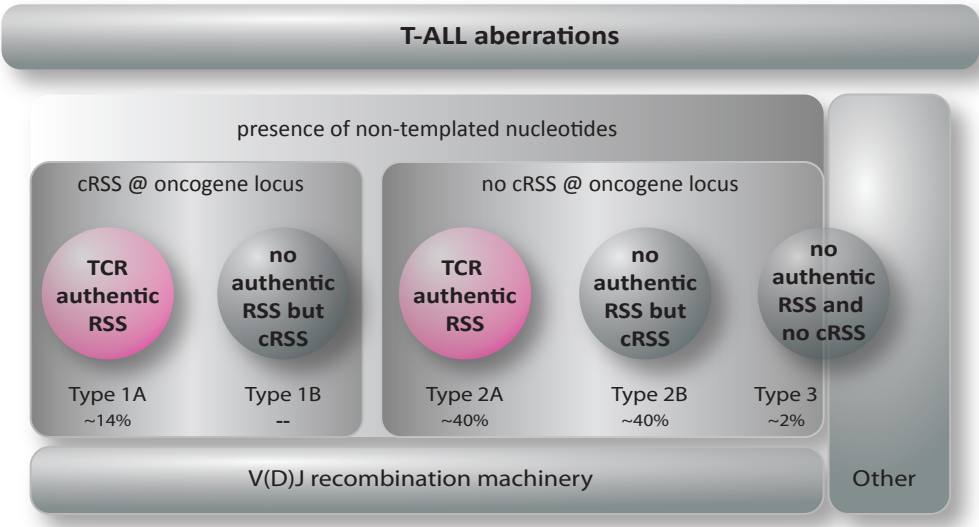 T-ALL aberrations
presence of non-templated nucleotides
cRSS @ oncogene locus
no cRSS @ oncogene locus
TCR
authentic
RSS
no
authentic
RSS but
cRSS
TCR
authentic
RSS
no
authentic
RSS but
cRSS
no
authentic
RSS and
no cRSS
Type 1A
~14%
Type 1B
--
Type 2A
~40%
Type 2B
~40%
Type 3
~2%
V(D)J recombination machinery
Other